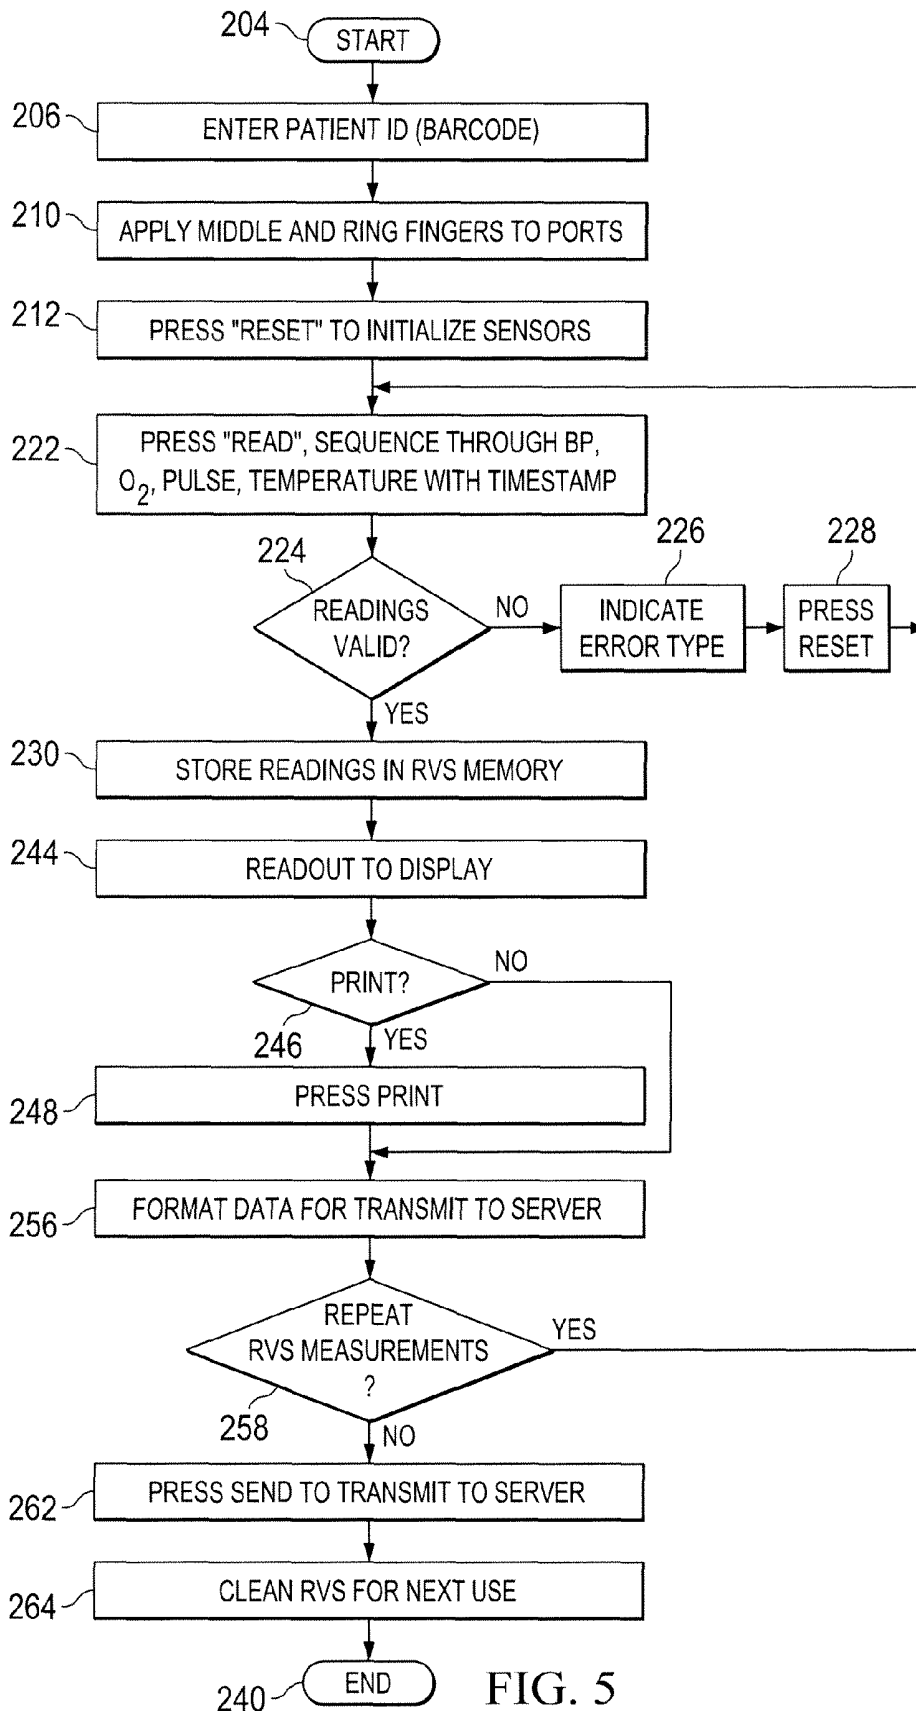 204
START
206
ENTER PATIENT ID (BARCODE)
210
APPLY MIDDLE AND RING FINGERS TO PORTS
212
PRESS "RESET" TO INITIALIZE SENSORS
222
PRESS "READ", SEQUENCE THROUGH BP,
O2, PULSE, TEMPERATURE WITH TIMESTAMP
224
READINGS
VALID?
NO
226
INDICATE
ERROR TYPE
228
PRESS
RESET
YES
230
STORE READINGS IN RVS MEMORY
244
READOUT TO DISPLAY
PRINT?
NO
246
YES
248
PRESS PRINT
256
FORMAT DATA FOR TRANSMIT TO SERVER
REPEAT
RVS MEASUREMENTS
?
YES
258
NO
262
PRESS SEND TO TRANSMIT TO SERVER
264
CLEAN RVS FOR NEXT USE
240
END
FIG. 5